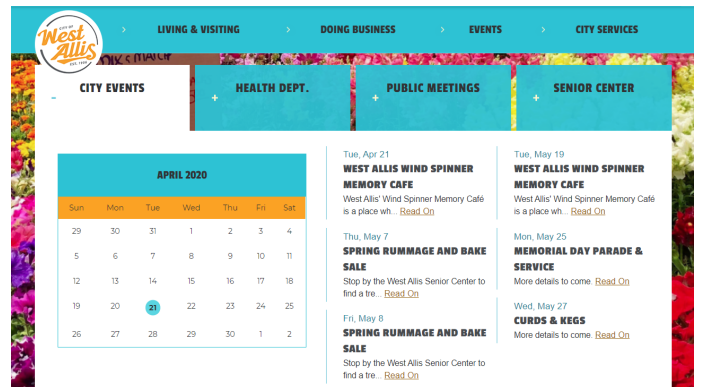 CITY OF
West
Allis
EST. 1906
LIVING & VISITING
DOING BUSINESS
EVENTS
CITY SERVICES
MATCH
CITY EVENTS
HEALTH DEPT.
PUBLIC MEETINGS
SENIOR CENTER
APRIL 2020
Sun Mon Tue Wed Thu Fri Sat
29 30 31 1 2 3 4
5 6 7 8 9 10 11
12 13 14 15 16 17 18
19 20 21 22 23 24 25
26 27 28 29 30 1 2
Tue, Apr 21
WEST ALLIS WIND SPINNER
MEMORY CAFE
West Allis' Wind Spinner Memory Café
is a place wh... Read On
Thu, May 7
SPRING RUMMAGE AND BAKE
SALE
Stop by the West Allis Senior Center to
find a tre... Read On
Fri, May 8
SPRING RUMMAGE AND BAKE
SALE
Stop by the West Allis Senior Center to
find a tre... Read On
Tue, May 19
WEST ALLIS WIND SPINNER
MEMORY CAFE
West Allis' Wind Spinner Memory Café
is a place wh... Read On
Mon, May 25
MEMORIAL DAY PARADE &
SERVICE
More details to come. Read On
Wed, May 27
CURDS & KEGS
More details to come. Read On